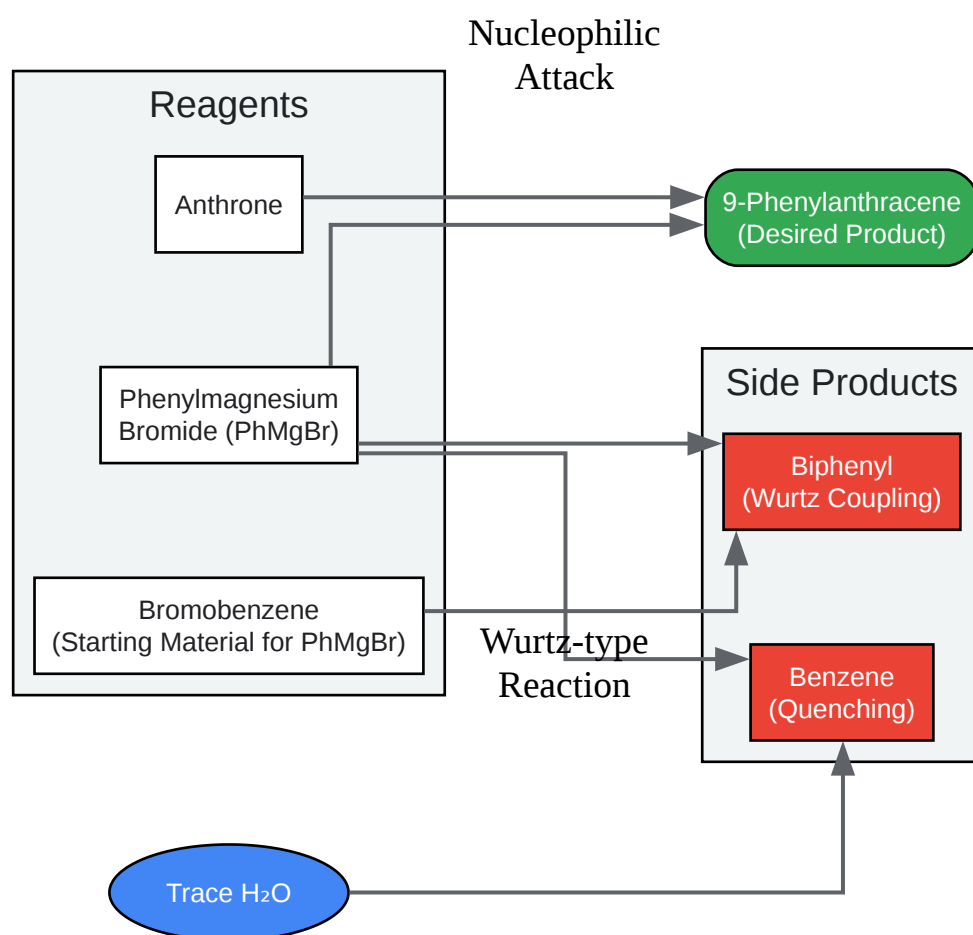 Nucleophilic
Attack
Reagents
Anthrone
9-Phenylanthracene
(Desired Product)
Phenylmagnesium
Bromide (PhMgBr)
Side Products
Biphenyl
(Wurtz Coupling)
Bromobenzene
(Starting Material for PhMgBr)
Wurtz-type
Reaction
Benzene
(Quenching)
Trace H₂O